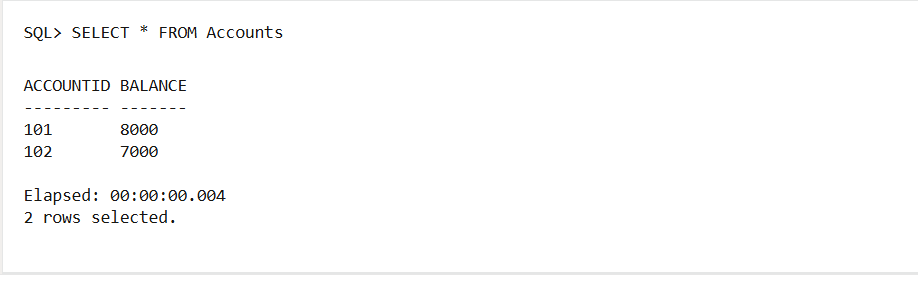 SQL> SELECT * FROM Accounts
ACCOUNTID BALANCE
--------- -------
101       8000
102       7000
Elapsed: 00:00:00.004
2 rows selected.